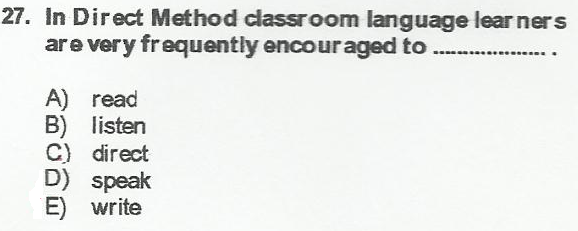 27. In Direct Method classroom language learners
are very frequently encouraged to .................... .
A) read
B) listen
C) direct
D) speak
E) write